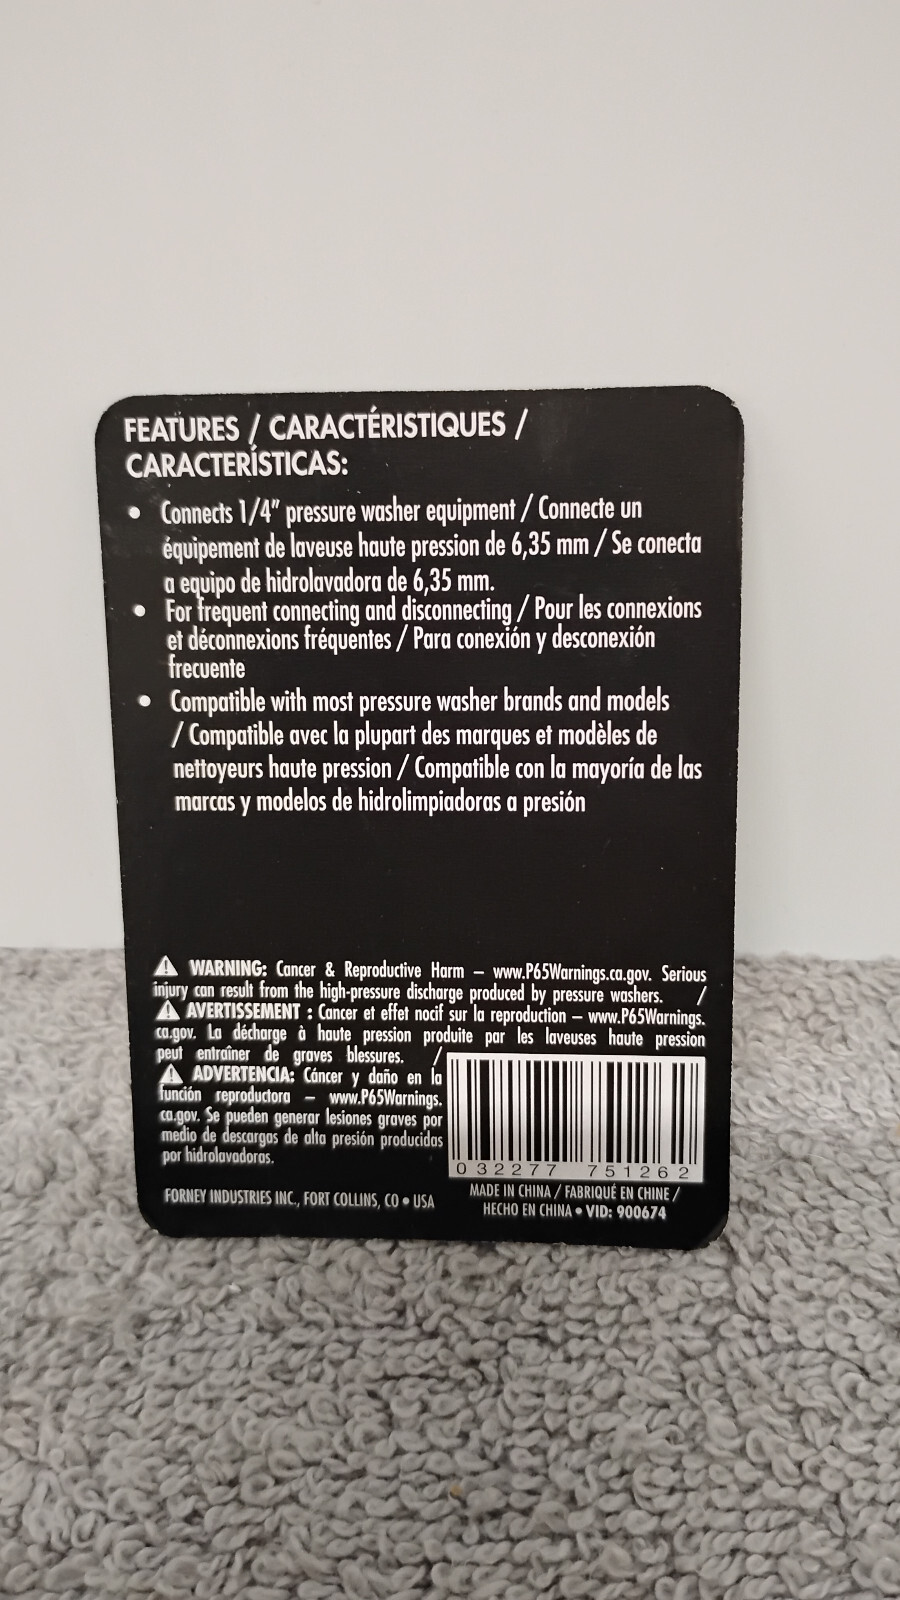 FEATURES / CARACTÉRISTIQUES /
CARACTERÍSTICAS:
• Connects 1/4" pressure washer equipment / Connecte un
équipement de laveuse haute pression de 6,35 mm / Se conecta
a equipo de hidrolavadora de 6,35 mm.
• For frequent connecting and disconnecting / Pour les connexions
et déconnexions fréquentes / Para conexión y desconexión
frecuente
• Compatible with most pressure washer brands and models
/ Compatible avec la plupart des marques et modèles de
nettoyeurs haute pression / Compatible con la mayoría de las
marcas y modelos de hidrolimpiadoras a presión
⚠ WARNING: Cancer & Reproductive Harm – www.P65Warnings.ca.gov. Serious
injury can result from the high-pressure discharge produced by pressure washers. /
⚠ AVERTISSEMENT : Cancer et effet nocif sur la reproduction – www.P65Warnings.
ca.gov. La décharge à haute pression produite par les laveuses haute pression
peut entraîner de graves blessures. /
⚠ ADVERTENCIA: Cáncer y daño en la
función reproductora – www.P65Warnings.
ca.gov. Se pueden generar lesiones graves por
medio de descargas de alta presión producidas
por hidrolavadoras.
0 32277 75126 2
FORNEY INDUSTRIES INC., FORT COLLINS, CO • USA
MADE IN CHINA / FABRIQUÉ EN CHINE /
HECHO EN CHINA • VID: 900674